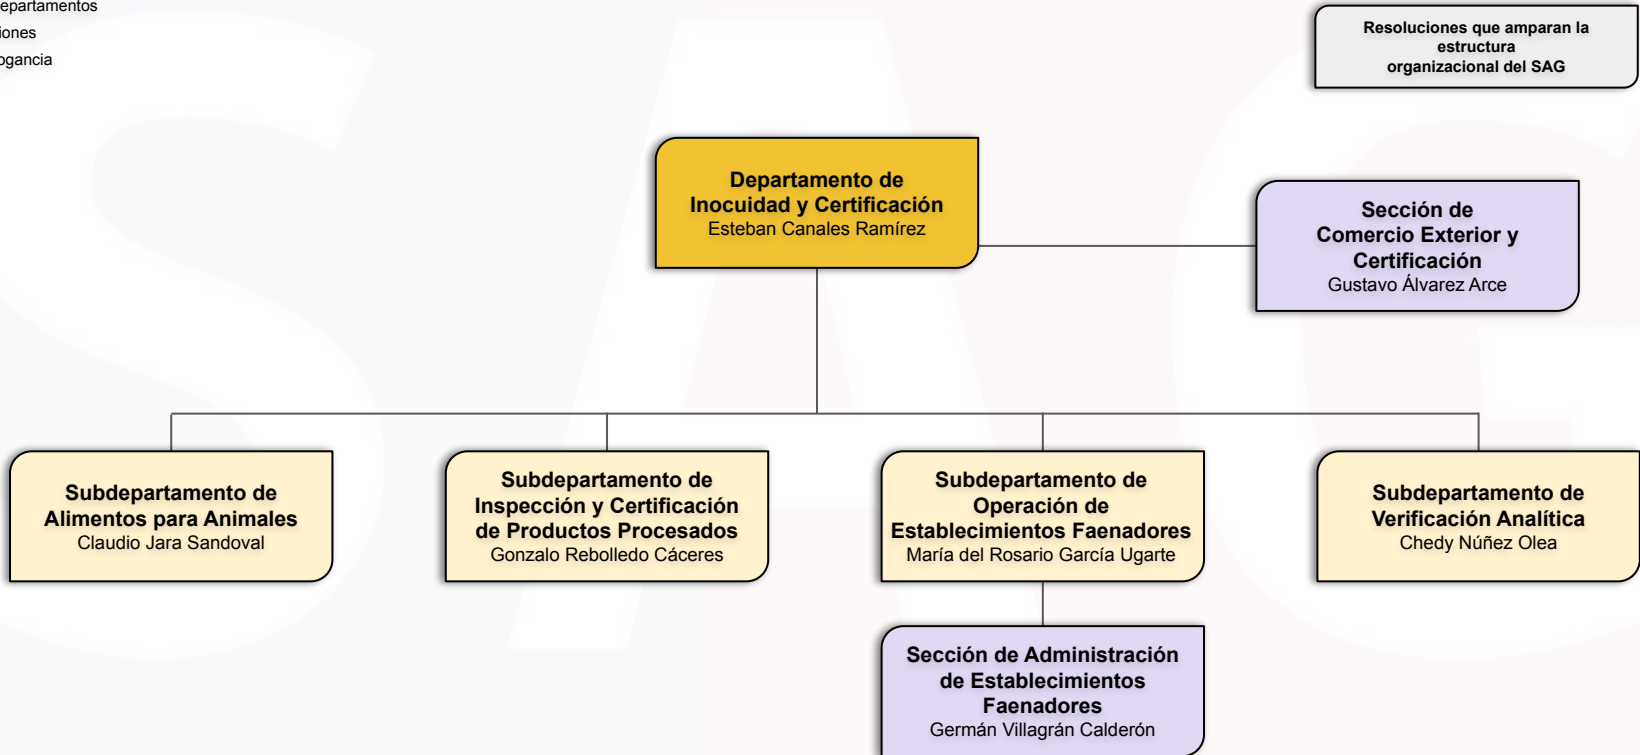 epartamentos
iones
ogancia
Resoluciones que amparan la
estructura
organizacional del SAG
Departamento de
Inocuidad y Certificación
Esteban Canales Ramírez
Sección de
Comercio Exterior y
Certificación
Gustavo Álvarez Arce
Subdepartamento de
Alimentos para Animales
Claudio Jara Sandoval
Subdepartamento de
Inspección y Certificación
de Productos Procesados
Gonzalo Rebolledo Cáceres
Subdepartamento de
Operación de
Establecimientos Faenadores
María del Rosario García Ugarte
Subdepartamento de
Verificación Analítica
Chedy Núñez Olea
Sección de Administración
de Establecimientos
Faenadores
Germán Villagrán Calderón
SAG